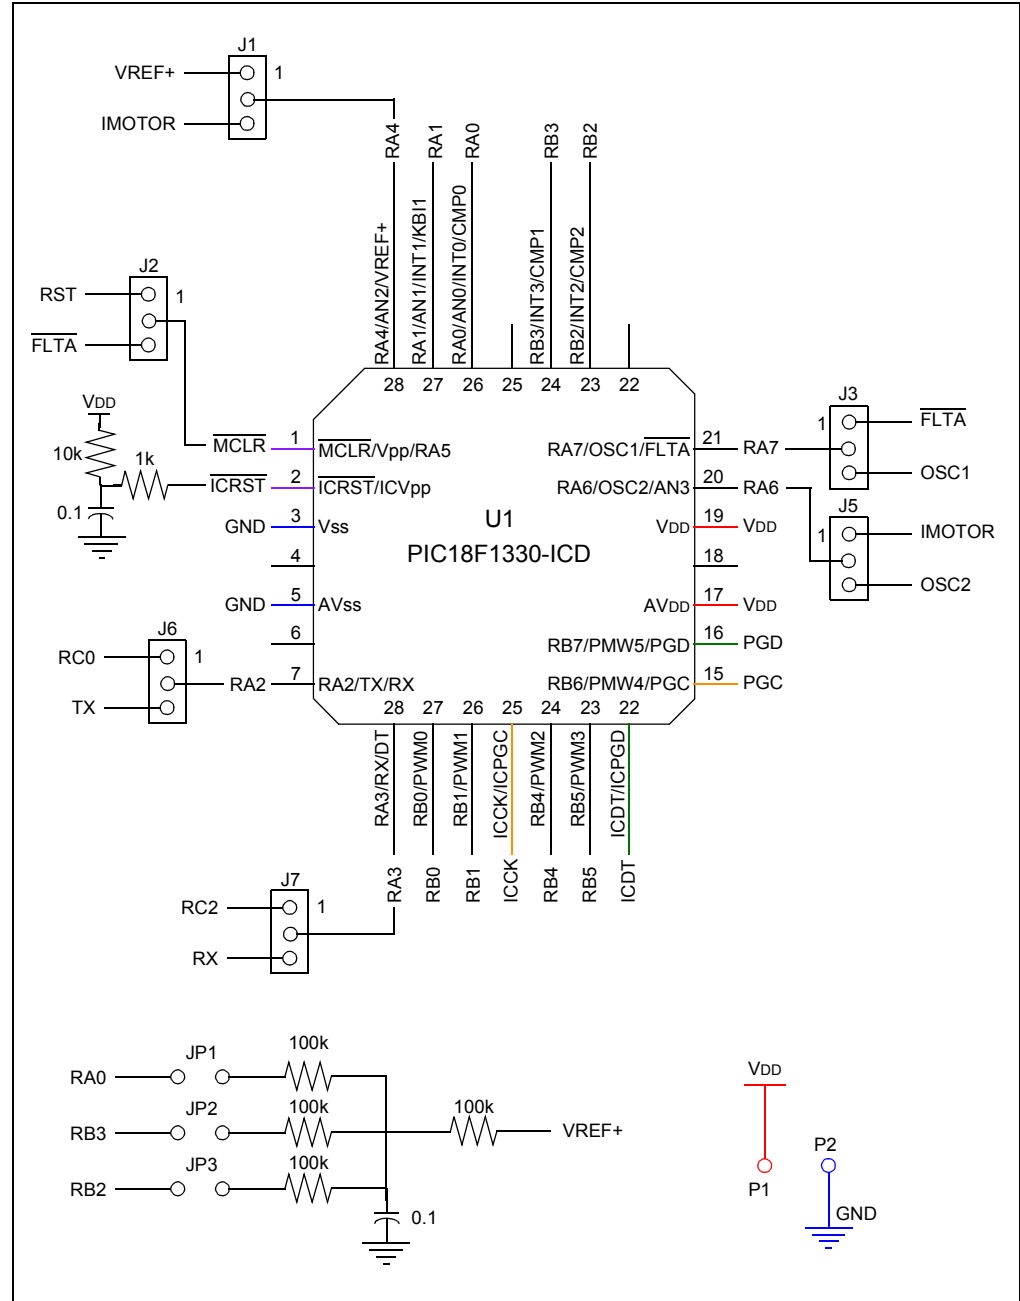 J1
VREF+
1
IMOTOR
RA4
RA1
RA0
RB3
RB2
RA4/AN2/VREF+
RA1/AN1/INT1/KBI1
RA0/AN0/INT0/CMP0
RB3/INT3/CMP1
RB2/INT2/CMP2
J2
RST
1
FLTA
28
27
26
25
24
23
22
VDD
10k
1k
0.1
MCLR
1
MCLR/Vpp/RA5
ICRST
2
ICRST/ICVpp
GND
3
Vss
4
GND
5
AVss
6
J6
RC0
1
RA2
7
RA2/TX/RX
TX
U1
PIC18F1330-ICD
RA7/OSC1/FLTA
21
RA7
RA6/OSC2/AN3
20
RA6
VDD
19
VDD
18
AVDD
17
VDD
RB7/PMW5/PGD
16
PGD
RB6/PMW4/PGC
15
PGC
J3
1
FLTA
OSC1
J5
1
IMOTOR
OSC2
28
27
26
25
24
23
22
RA3/RX/DT
RB0/PWM0
RB1/PWM1
ICCK/ICPGC
RB4/PWM2
RB5/PWM3
ICDT/ICPGD
RA3
RB0
RB1
ICCK
RB4
RB5
ICDT
J7
RC2
1
RX
JP1
100k
RA0
JP2
100k
RB3
100k
VREF+
JP3
100k
RB2
0.1
VDD
P1
P2
GND